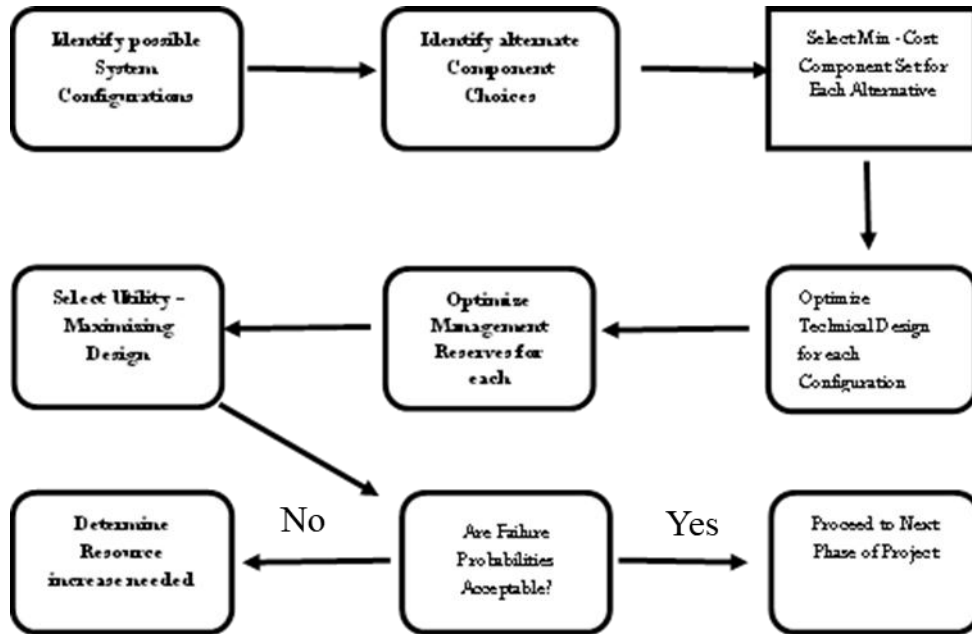 Identify possible
System
Configurations
Identify alternate
Component
Choices
Select Min - Cost
Component Set for
Each Alternative
Select Utility –
Maximizing
Design
Optimize
Management
Reserves for
each
Optimize
Technical Design
for each
Configuration
Determine
Resource
increase needed
No
Are Failure
Probabilities
Acceptable?
Yes
Proceed to Next
Phase of Project